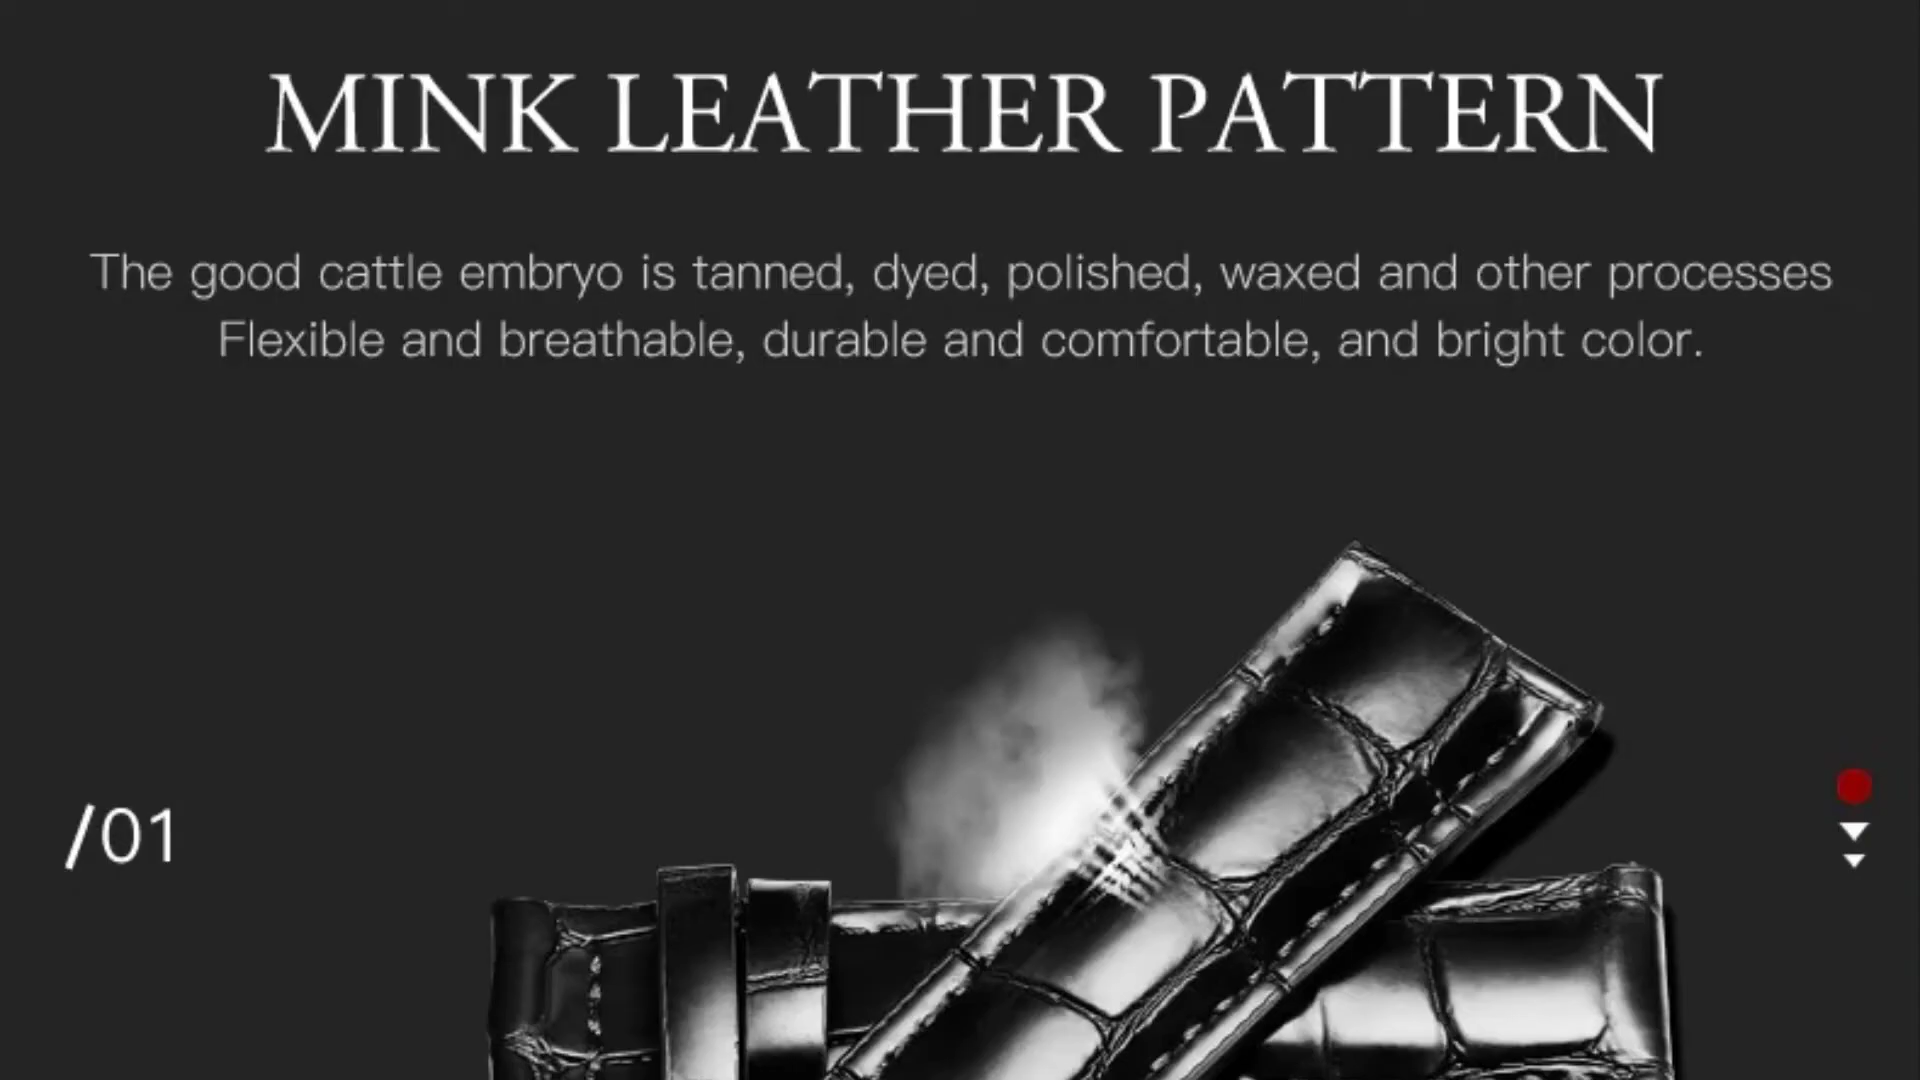 MINK LEATHER PATTERN
The good cattle embryo is tanned, dyed, polished, waxed and other processes
Flexible and breathable, durable and comfortable, and bright color.
/01